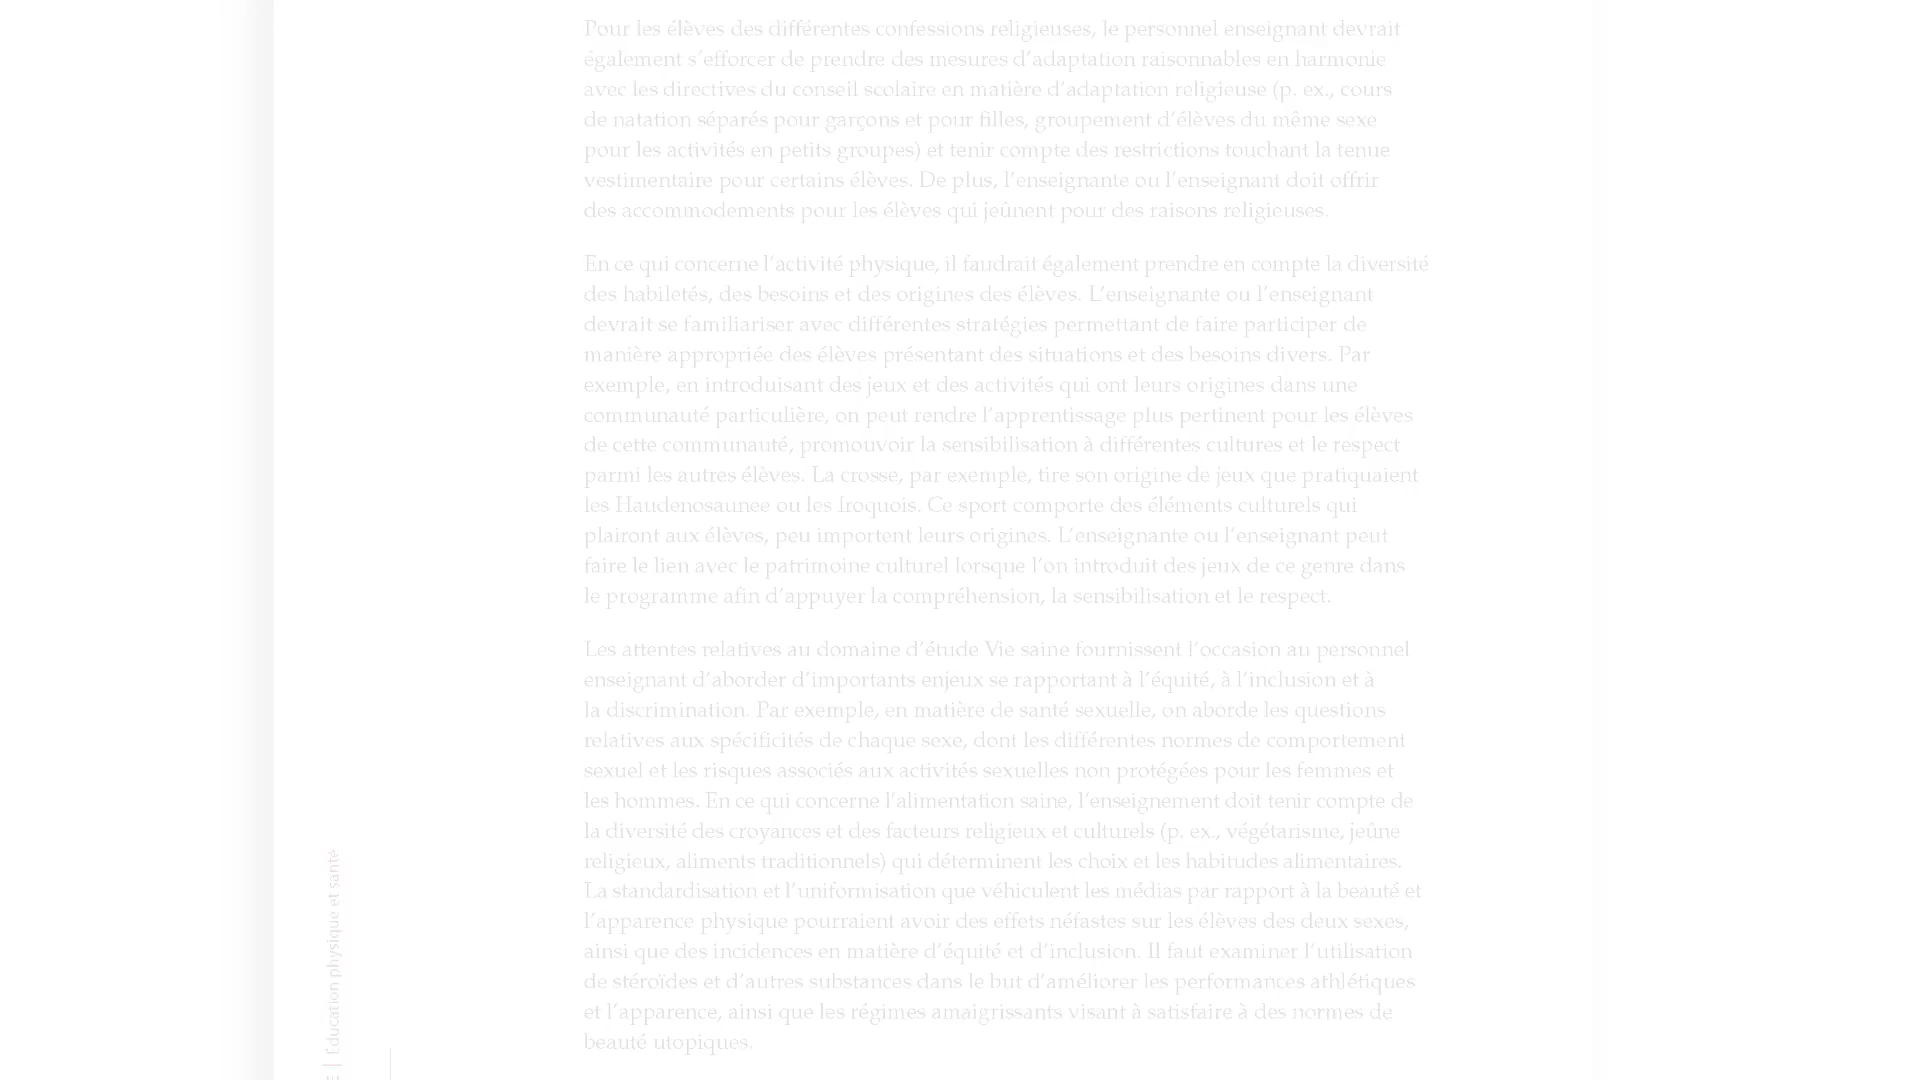 Pour les élèves des différentes confessions religieuses, le personnel enseignant devrait
également s’efforcer de prendre des mesures d’adaptation raisonnables en harmonie
avec les directives du conseil scolaire en matière d’adaptation religieuse (p. ex., cours
de natation séparés pour garçons et pour filles, groupement d’élèves du même sexe
pour les activités en petits groupes) et tenir compte des restrictions touchant la tenue
vestimentaire pour certains élèves. De plus, l’enseignante ou l’enseignant doit offrir
des accommodements pour les élèves qui jeûnent pour des raisons religieuses.
En ce qui concerne l’activité physique, il faudrait également prendre en compte la diversité
des habiletés, des besoins et des origines des élèves. L’enseignante ou l’enseignant
devrait se familiariser avec différentes stratégies permettant de faire participer de
manière appropriée des élèves présentant des situations et des besoins divers. Par
exemple, en introduisant des jeux et des activités qui ont leurs origines dans une
communauté particulière, on peut rendre l’apprentissage plus pertinent pour les élèves
de cette communauté, promouvoir la sensibilisation à différentes cultures et le respect
parmi les autres élèves. La crosse, par exemple, tire son origine de jeux que pratiquaient
les Haudenosaunee ou les Iroquois. Ce sport comporte des éléments culturels qui
plairont aux élèves, peu importent leurs origines. L’enseignante ou l’enseignant peut
faire le lien avec le patrimoine culturel lorsque l’on introduit des jeux de ce genre dans
le programme afin d’appuyer la compréhension, la sensibilisation et le respect.
Les attentes relatives au domaine d’étude Vie saine fournissent l’occasion au personnel
enseignant d’aborder d’importants enjeux se rapportant à l’équité, à l’inclusion et à
la discrimination. Par exemple, en matière de santé sexuelle, on aborde les questions
relatives aux spécificités de chaque sexe, dont les différentes normes de comportement
sexuel et les risques associés aux activités sexuelles non protégées pour les femmes et
les hommes. En ce qui concerne l’alimentation saine, l’enseignement doit tenir compte de
la diversité des croyances et des facteurs religieux et culturels (p. ex., végétarisme, jeûne
religieux, aliments traditionnels) qui déterminent les choix et les habitudes alimentaires.
La standardisation et l’uniformisation que véhiculent les médias par rapport à la beauté et
l’apparence physique pourraient avoir des effets néfastes sur les élèves des deux sexes,
ainsi que des incidences en matière d’équité et d’inclusion. Il faut examiner l’utilisation
de stéroïdes et d’autres substances dans le but d’améliorer les performances athlétiques
et l’apparence, ainsi que les régimes amaigrissants visant à satisfaire à des normes de
beauté utopiques.
E | Éducation physique et santé